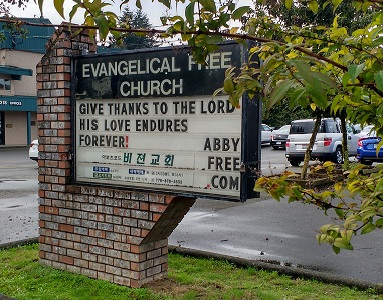 EVANGELICAL FREE
CHURCH
GIVE THANKS TO THE LORD
HIS LOVE ENDURES
FOREVER! ABBY
FREE
COM
비전교회
OFFICES